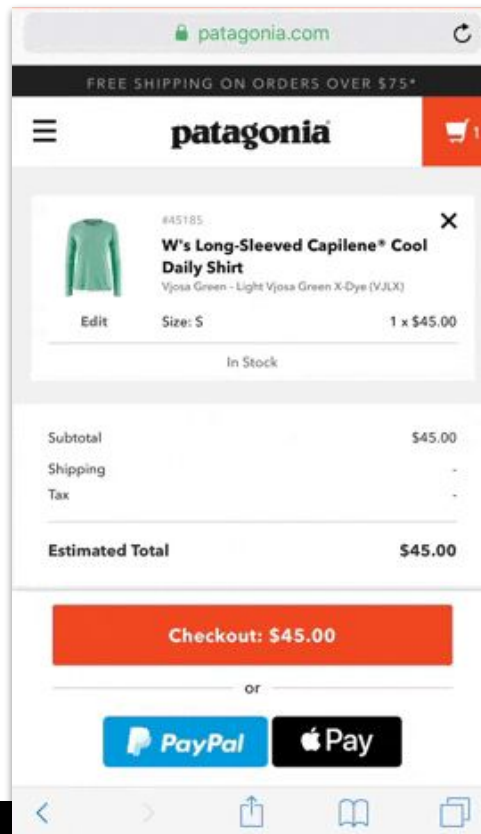 patagonia.com
FREE SHIPPING ON ORDERS OVER $75*
patagonia
1
#45185
W's Long-Sleeved Capilene® Cool
Daily Shirt
Vjosa Green - Light Vjosa Green X-Dye (VJLX)
Edit
Size: S
1 x $45.00
In Stock
Subtotal
$45.00
Shipping
-
Tax
-
Estimated Total
$45.00
Checkout: $45.00
or
PayPal
Pay